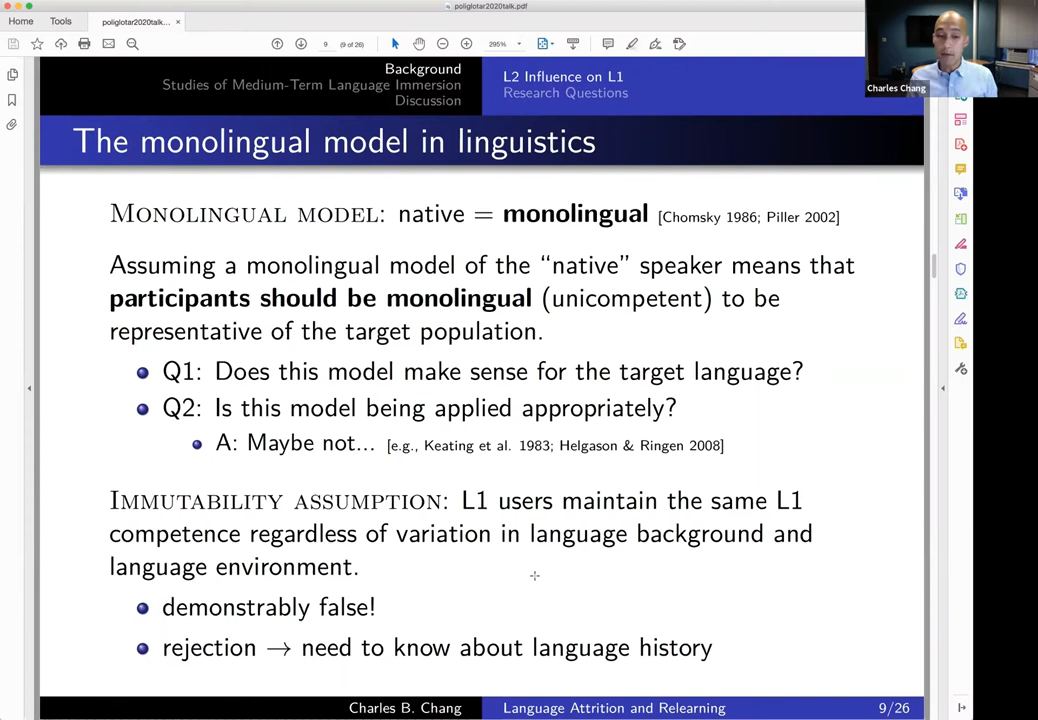 poliglotar2020talk.pdf
Home Tools poliglotar2020talk... ×
9 (9 of 26) 295%
Charles Chang
Background
Studies of Medium-Term Language Immersion
Discussion
L2 Influence on L1
Research Questions
The monolingual model in linguistics
MONOLINGUAL MODEL: native = monolingual [Chomsky 1986; Piller 2002]
Assuming a monolingual model of the “native” speaker means that
participants should be monolingual (unicompetent) to be
representative of the target population.
Q1: Does this model make sense for the target language?
Q2: Is this model being applied appropriately?
A: Maybe not... [e.g., Keating et al. 1983; Helgason & Ringen 2008]
IMMUTABILITY ASSUMPTION: L1 users maintain the same L1
competence regardless of variation in language background and
language environment.
demonstrably false!
rejection → need to know about language history
Charles B. Chang Language Attrition and Relearning 9/26